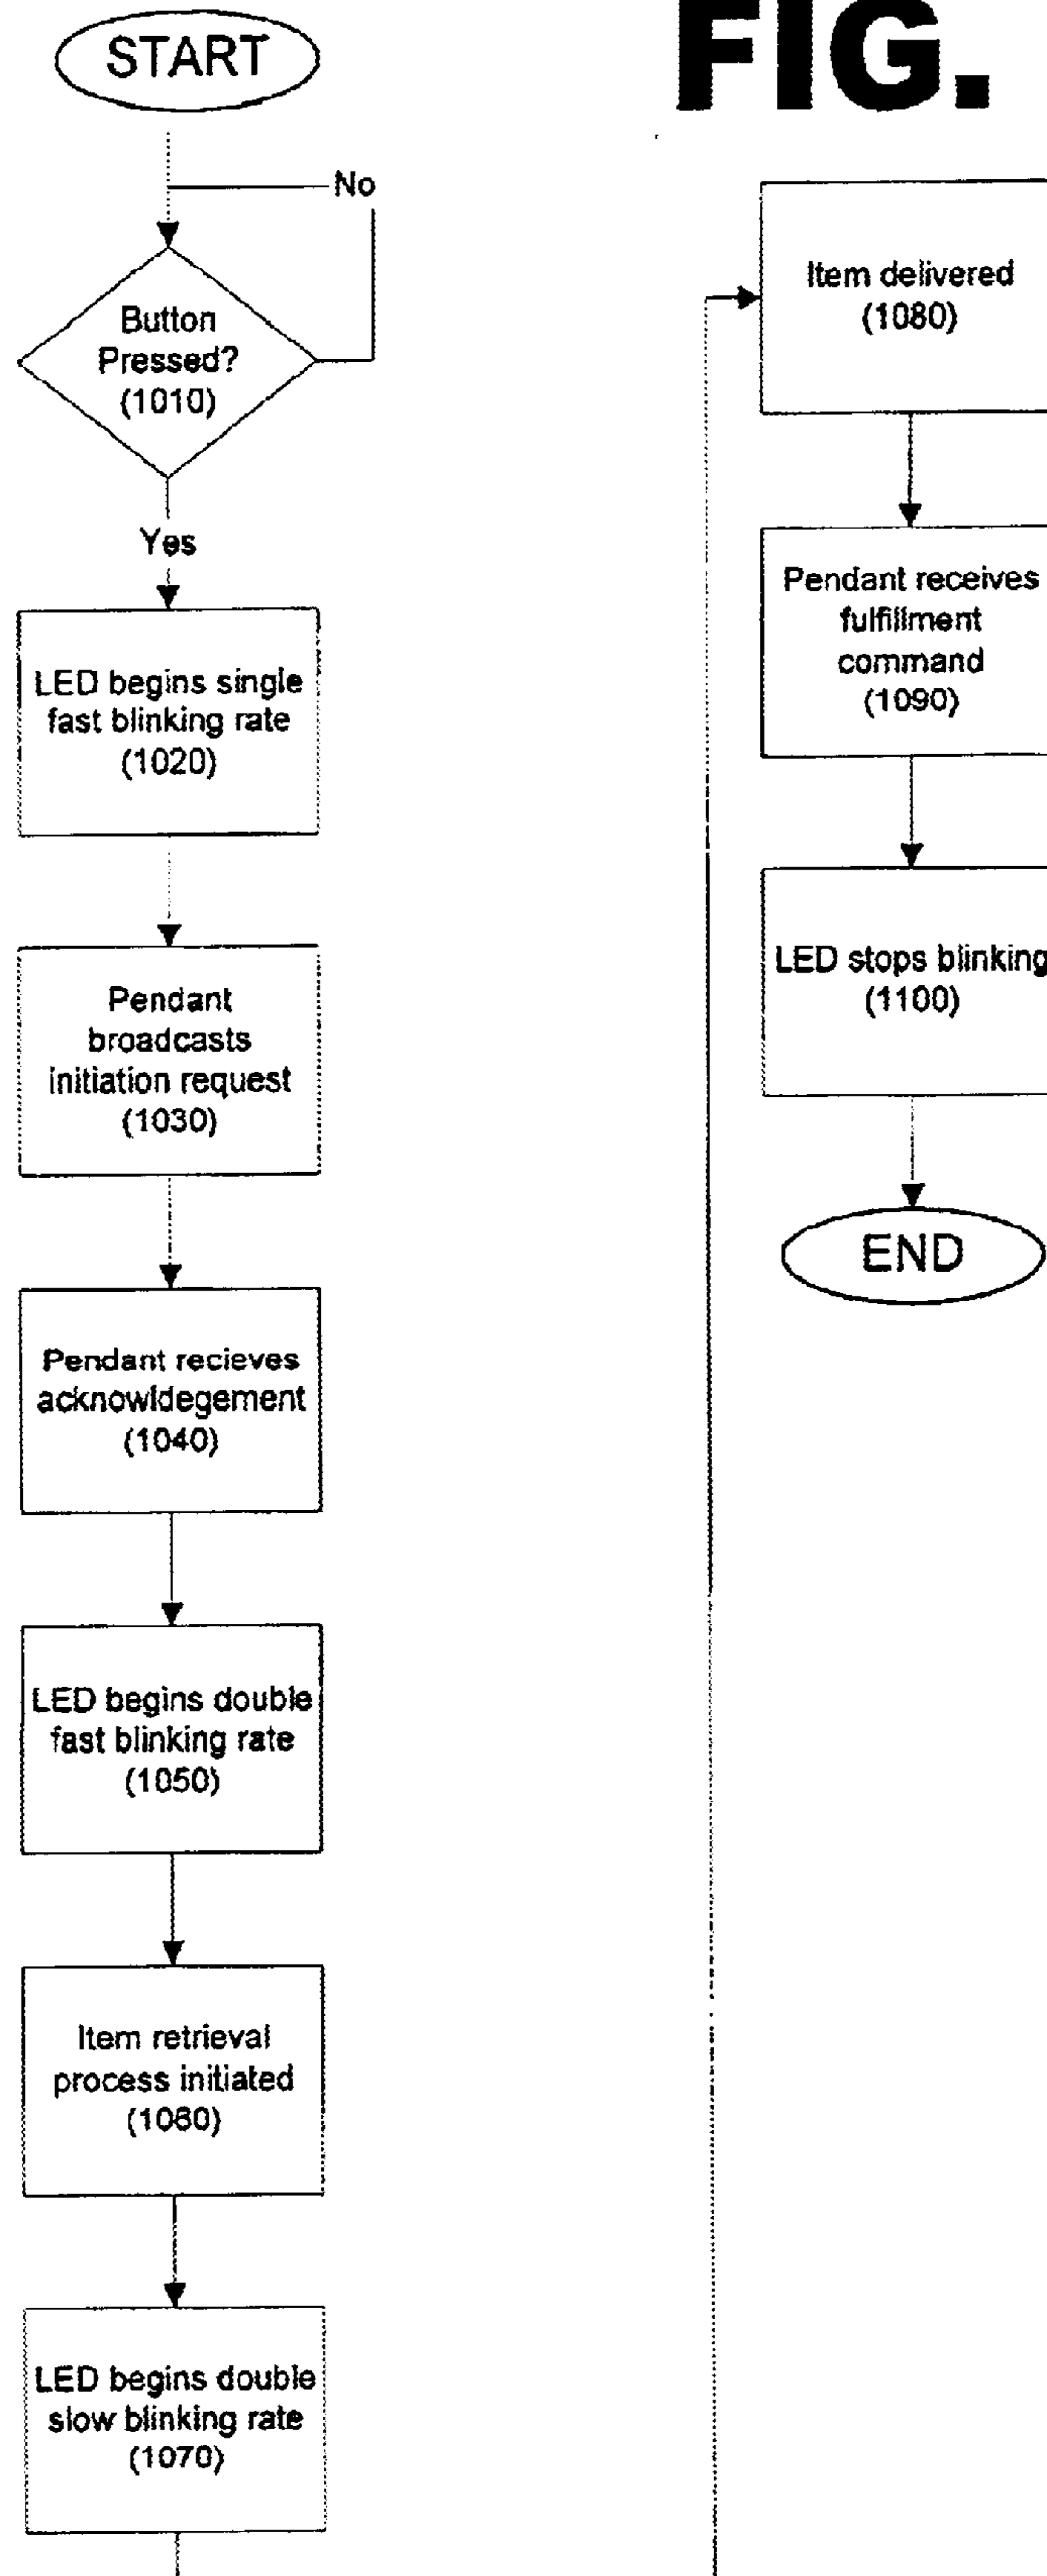 START
FIG.
No
Button
Pressed?
(1010)
Yes
LED begins single
fast blinking rate
(1020)
Pendant
broadcasts
initiation request
(1030)
Pendant recieves
acknowldegement
(1040)
LED begins double
fast blinking rate
(1050)
Item retrieval
process initiated
(1060)
LED begins double
slow blinking rate
(1070)
Item delivered
(1080)
Pendant receives
fulfillment
command
(1090)
LED stops blinking
(1100)
END